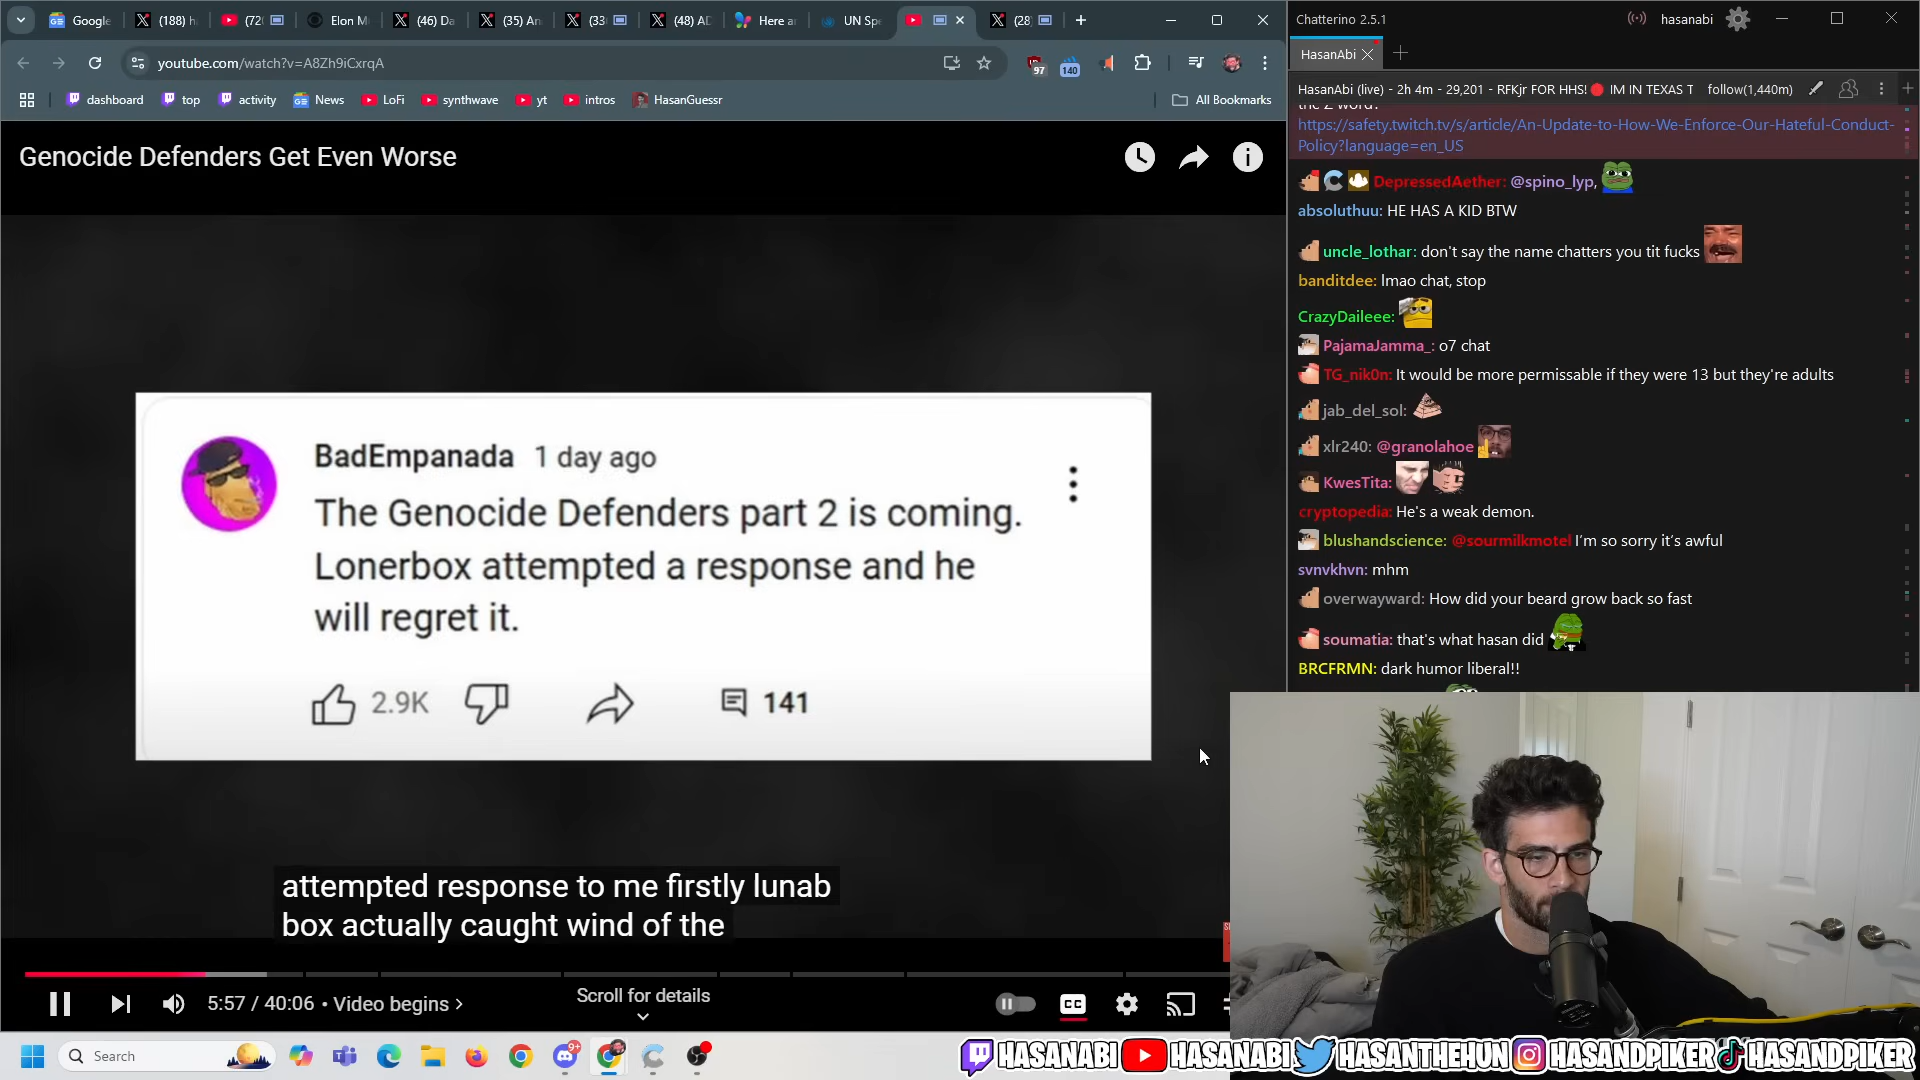 Google
(188) h
(720
Elon M
(46) Da
(35) An
(33
(48) AD
Here a
UN Spe
(28)
youtube.com/watch?v=A8Zh9iCxrqA
97
140
dashboard
top
activity
News
LoFi
synthwave
yt
intros
HasanGuessr
All Bookmarks
Genocide Defenders Get Even Worse
BadEmpanada 1 day ago
The Genocide Defenders part 2 is coming.
Lonerbox attempted a response and he
will regret it.
2.9K
141
attempted response to me firstly lunab
box actually caught wind of the
5:57 / 40:06 • Video begins >
Scroll for details
CC
Search
9+
Chatterino 2.5.1
hasanabi
HasanAbi
HasanAbi (live) - 2h 4m - 29,201 - RFKjr FOR HHS! 🔴 IM IN TEXAS T
follow(1,440m)
https://safety.twitch.tv/s/article/An-Update-to-How-We-Enforce-Our-Hateful-Conduct-
Policy?language=en_US
DepressedAether: @spino_lyp,
absoluthuu: HE HAS A KID BTW
uncle_lothar: don't say the name chatters you tit fucks
banditdee: lmao chat, stop
CrazyDaileee:
PajamaJamma_: o7 chat
TG_nik0n: It would be more permissable if they were 13 but they're adults
jab_del_sol:
xlr240: @granolahoe
KwesTita:
cryptopedia: He's a weak demon.
blushandscience: @sourmilkmotel I'm so sorry it's awful
svnvkhvn: mhm
overwayward: How did your beard grow back so fast
soumatia: that's what hasan did
BRCFRMN: dark humor liberal!!
HASANABI
HASANABI
HASANTHEHUN
HASANDPIKER
HASANDPIKER